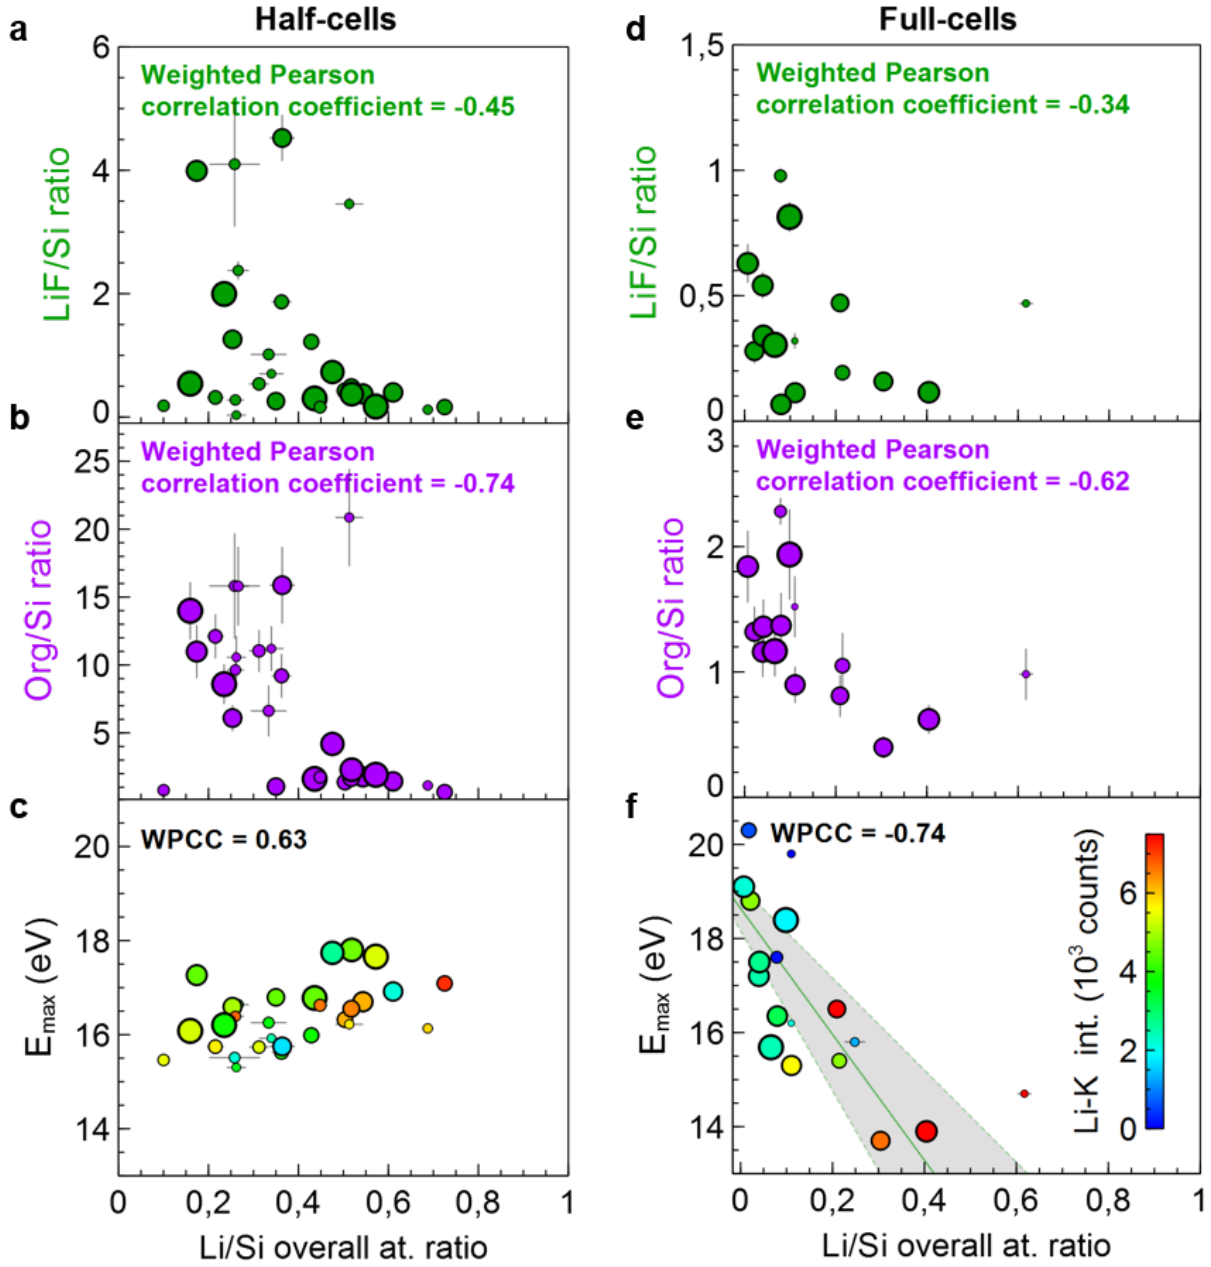 a
Half-cells
Weighted Pearson
correlation coefficient = -0.45
LiF/Si ratio
6
4
2
0
b
Weighted Pearson
correlation coefficient = -0.74
Org/Si ratio
25
20
15
10
5
c
WPCC = 0.63
E_max (eV)
20
18
16
14
0 0,2 0,4 0,6 0,8 1
Li/Si overall at. ratio
d
Full-cells
Weighted Pearson
correlation coefficient = -0.34
LiF/Si ratio
1,5
1
0,5
0
e
Weighted Pearson
correlation coefficient = -0.62
Org/Si ratio
3
2
1
0
f
WPCC = -0.74
E_max (eV)
20
18
16
14
Li-K int. (10³ counts)
6
4
2
0
0 0,2 0,4 0,6 0,8 1
Li/Si overall at. ratio